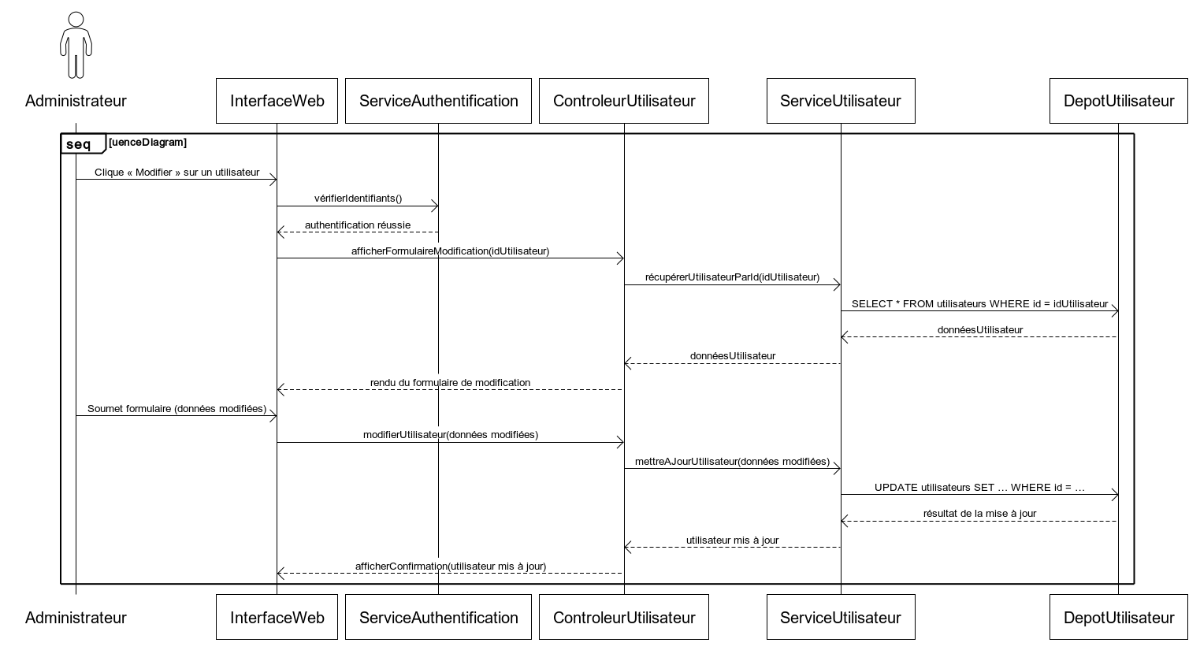 Administrateur
InterfaceWeb
ServiceAuthentification
ControleurUtilisateur
ServiceUtilisateur
DepotUtilisateur
seq
[uenceDiagram]
Clique « Modifier » sur un utilisateur
vérifierIdentifiants()
authentification réussie
afficherFormulaireModification(idUtilisateur)
récupérerUtilisateurParId(idUtilisateur)
SELECT * FROM utilisateurs WHERE id = idUtilisateur
donnéesUtilisateur
donnéesUtilisateur
rendu du formulaire de modification
Soumet formulaire (données modifiées)
modifierUtilisateur(données modifiées)
mettreAJourUtilisateur(données modifiées)
UPDATE utilisateurs SET … WHERE id = …
résultat de la mise à jour
utilisateur mis à jour
afficherConfirmation(utilisateur mis à jour)
Administrateur
InterfaceWeb
ServiceAuthentification
ControleurUtilisateur
ServiceUtilisateur
DepotUtilisateur